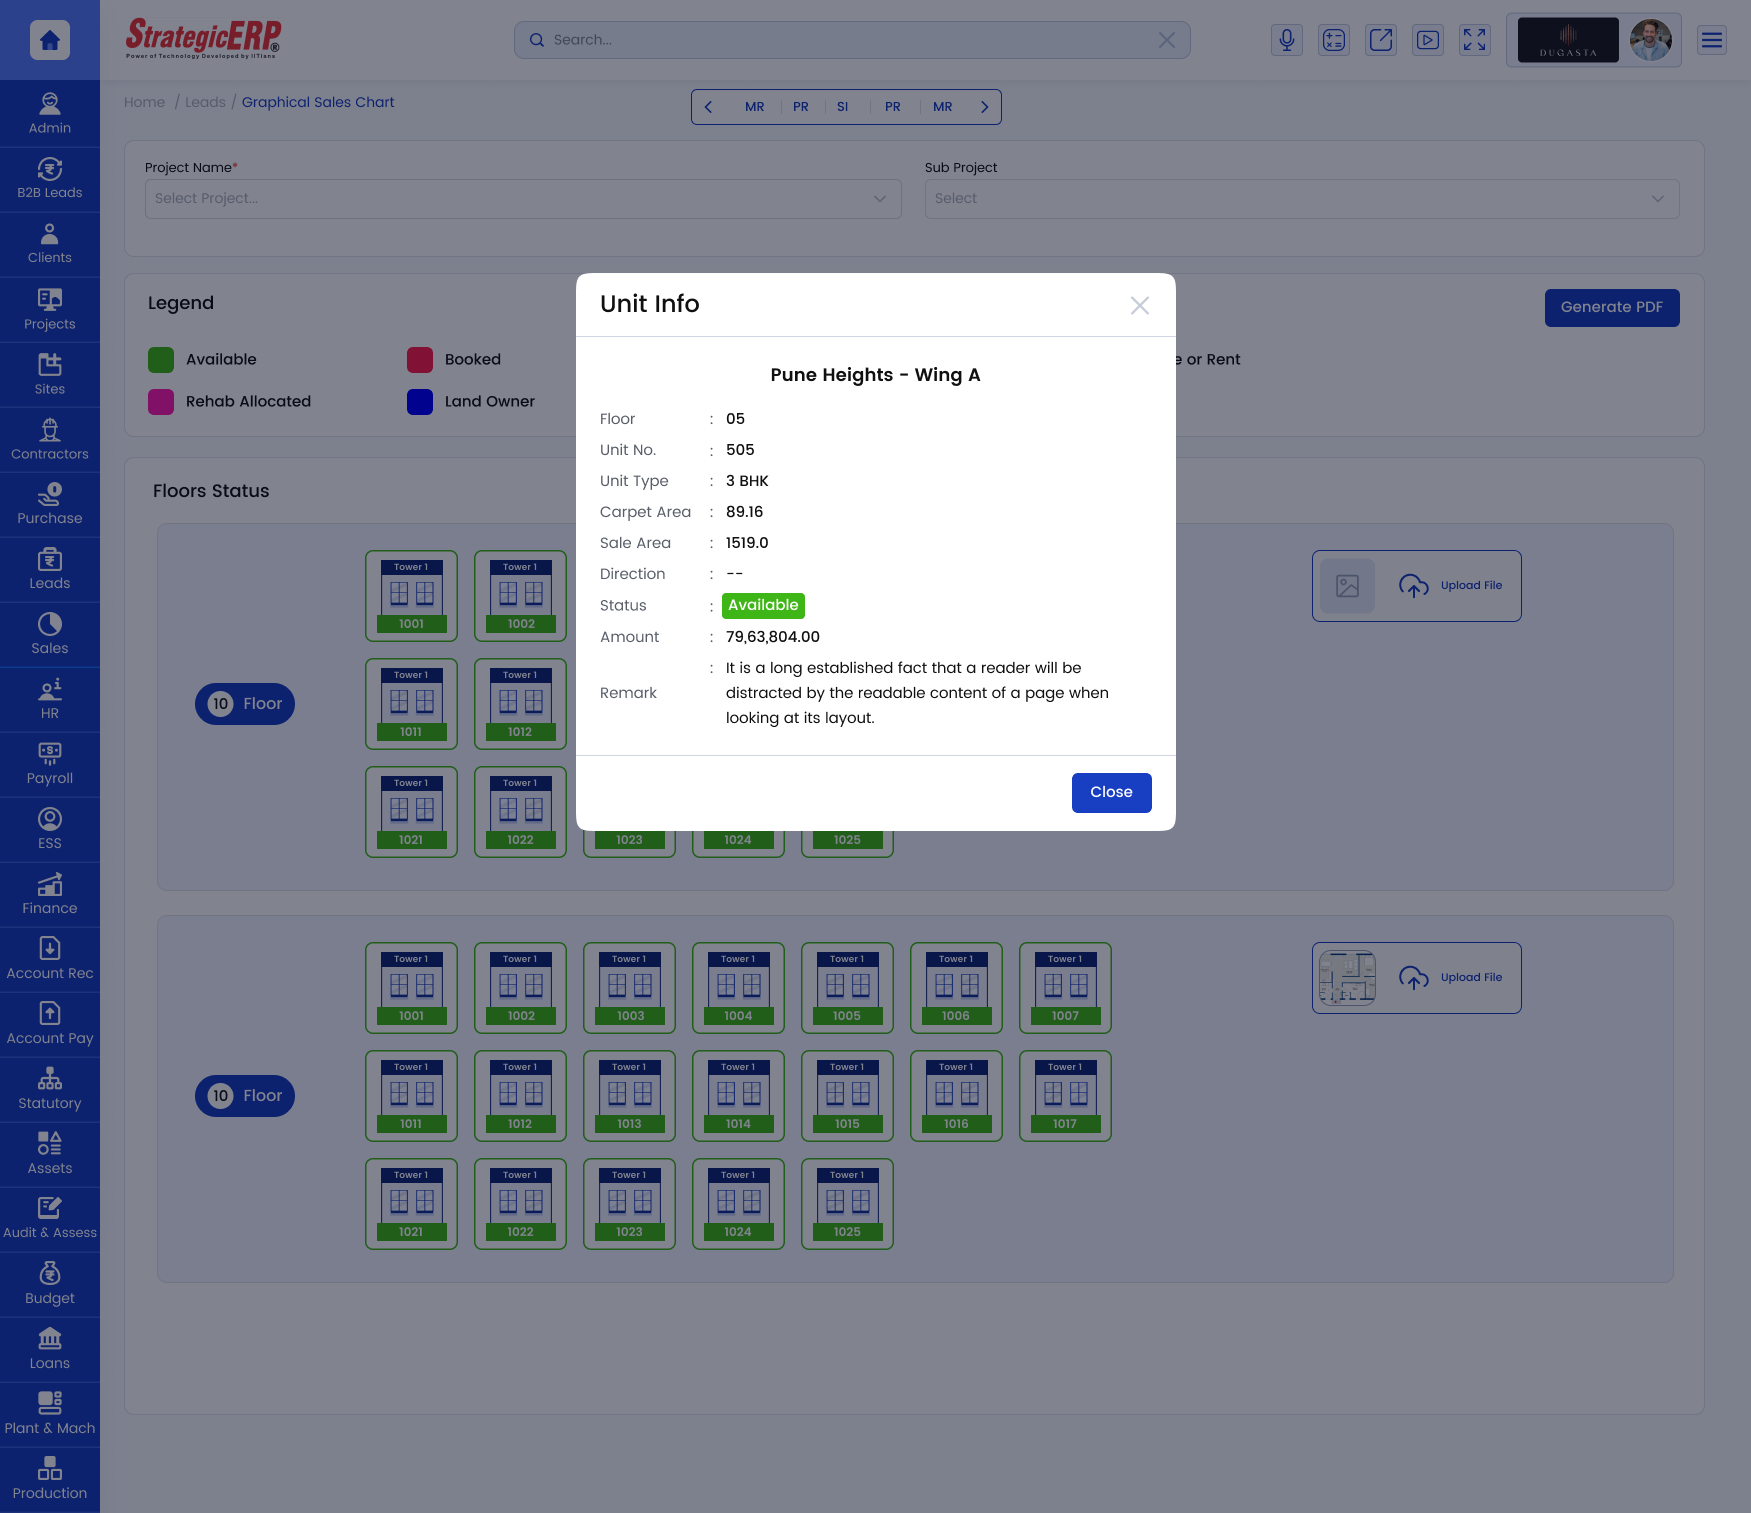 StrategicERP®
Power of Technology Developed by IITians
Search...
DUGASTA
Home / Leads / Graphical Sales Chart
MR PR SI PR MR
Admin
B2B Leads
Clients
Projects
Sites
Contractors
Purchase
Leads
Sales
HR
Payroll
ESS
Finance
Account Rec
Account Pay
Statutory
Assets
Audit & Assess
Budget
Loans
Plant & Mach
Production
Project Name*
Sub Project
Select Project...
Select
Legend
Generate PDF
Available
Booked
e or Rent
Rehab Allocated
Land Owner
Floors Status
Unit Info
Pune Heights - Wing A
Floor : 05
Unit No. : 505
Unit Type : 3 BHK
Carpet Area : 89.16
Sale Area : 1519.0
Direction : --
Status : Available
Amount : 79,63,804.00
Remark : It is a long established fact that a reader will be
distracted by the readable content of a page when
looking at its layout.
Close
10 Floor
Tower 1 Tower 1
1001 1002
Upload File
Tower 1 Tower 1
1011 1012
Tower 1 Tower 1
1021 1022 1023 1024 1025
10 Floor
Tower 1 Tower 1 Tower 1 Tower 1 Tower 1 Tower 1 Tower 1
1001 1002 1003 1004 1005 1006 1007
Upload File
Tower 1 Tower 1 Tower 1 Tower 1 Tower 1 Tower 1 Tower 1
1011 1012 1013 1014 1015 1016 1017
Tower 1 Tower 1 Tower 1 Tower 1 Tower 1
1021 1022 1023 1024 1025